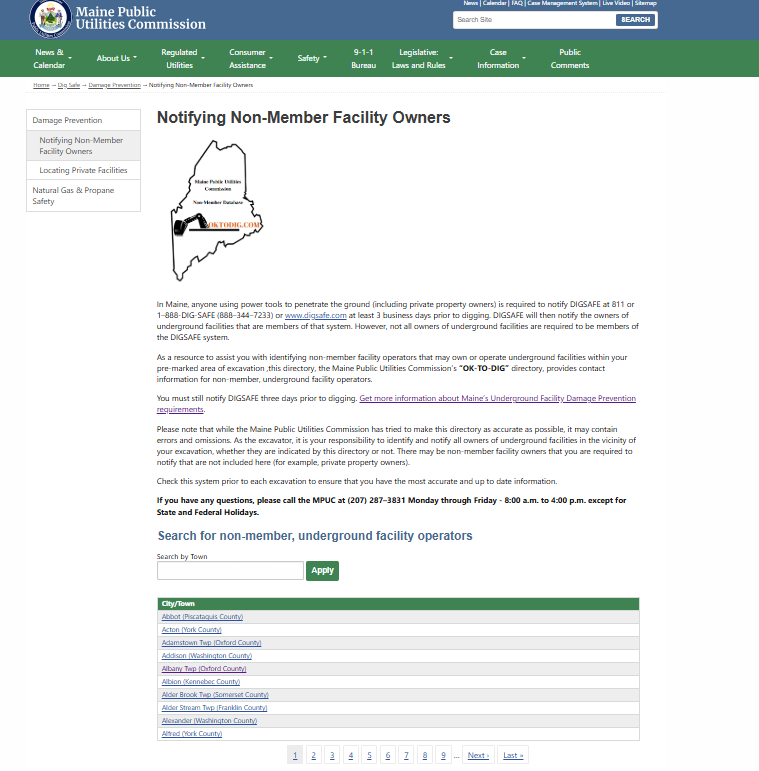 News | Calendar | FAQ | Case Management System | Live Video | Sitemap
Maine Public
Utilities Commission
Search Site
SEARCH
News &
Calendar
About Us
Regulated
Utilities
Consumer
Assistance
Safety
9-1-1
Bureau
Legislative:
Laws and Rules
Case
Information
Public
Comments
Home → Dig Safe → Damage Prevention → Notifying Non-Member Facility Owners
Damage Prevention
Notifying Non-Member
Facility Owners
Locating Private Facilities
Natural Gas & Propane
Safety
Notifying Non-Member Facility Owners
Maine Public Utilities
Commission
Non-Member Database
OKTODIG.COM
In Maine, anyone using power tools to penetrate the ground (including private property owners) is required to notify DIGSAFE at 811 or
1-888-DIG-SAFE (888-344-7233) or www.digsafe.com at least 3 business days prior to digging. DIGSAFE will then notify the owners of
underground facilities that are members of that system. However, not all owners of underground facilities are required to be members of
the DIGSAFE system.
As a resource to assist you with identifying non-member facility operators that may own or operate underground facilities within your
pre-marked area of excavation ,this directory, the Maine Public Utilities Commission's "OK-TO-DIG" directory, provides contact
information for non-member, underground facility operators.
You must still notify DIGSAFE three days prior to digging. Get more information about Maine's Underground Facility Damage Prevention
requirements.
Please note that while the Maine Public Utilities Commission has tried to make this directory as accurate as possible, it may contain
errors and omissions. As the excavator, it is your responsibility to identify and notify all owners of underground facilities in the vicinity of
your excavation, whether they are indicated by this directory or not. There may be non-member facility owners that you are required to
notify that are not included here (for example, private property owners).
Check this system prior to each excavation to ensure that you have the most accurate and up to date information.
If you have any questions, please call the MPUC at (207) 287-3831 Monday through Friday - 8:00 a.m. to 4:00 p.m. except for
State and Federal Holidays.
Search for non-member, underground facility operators
Search by Town
Apply
City/Town
Abbot (Piscataquis County)
Acton (York County)
Adamstown Twp (Oxford County)
Addison (Washington County)
Albany Twp (Oxford County)
Albion (Kennebec County)
Alder Brook Twp (Somerset County)
Alder Stream Twp (Franklin County)
Alexander (Washington County)
Alfred (York County)
1 2 3 4 5 6 7 8 9 ... Next › Last »